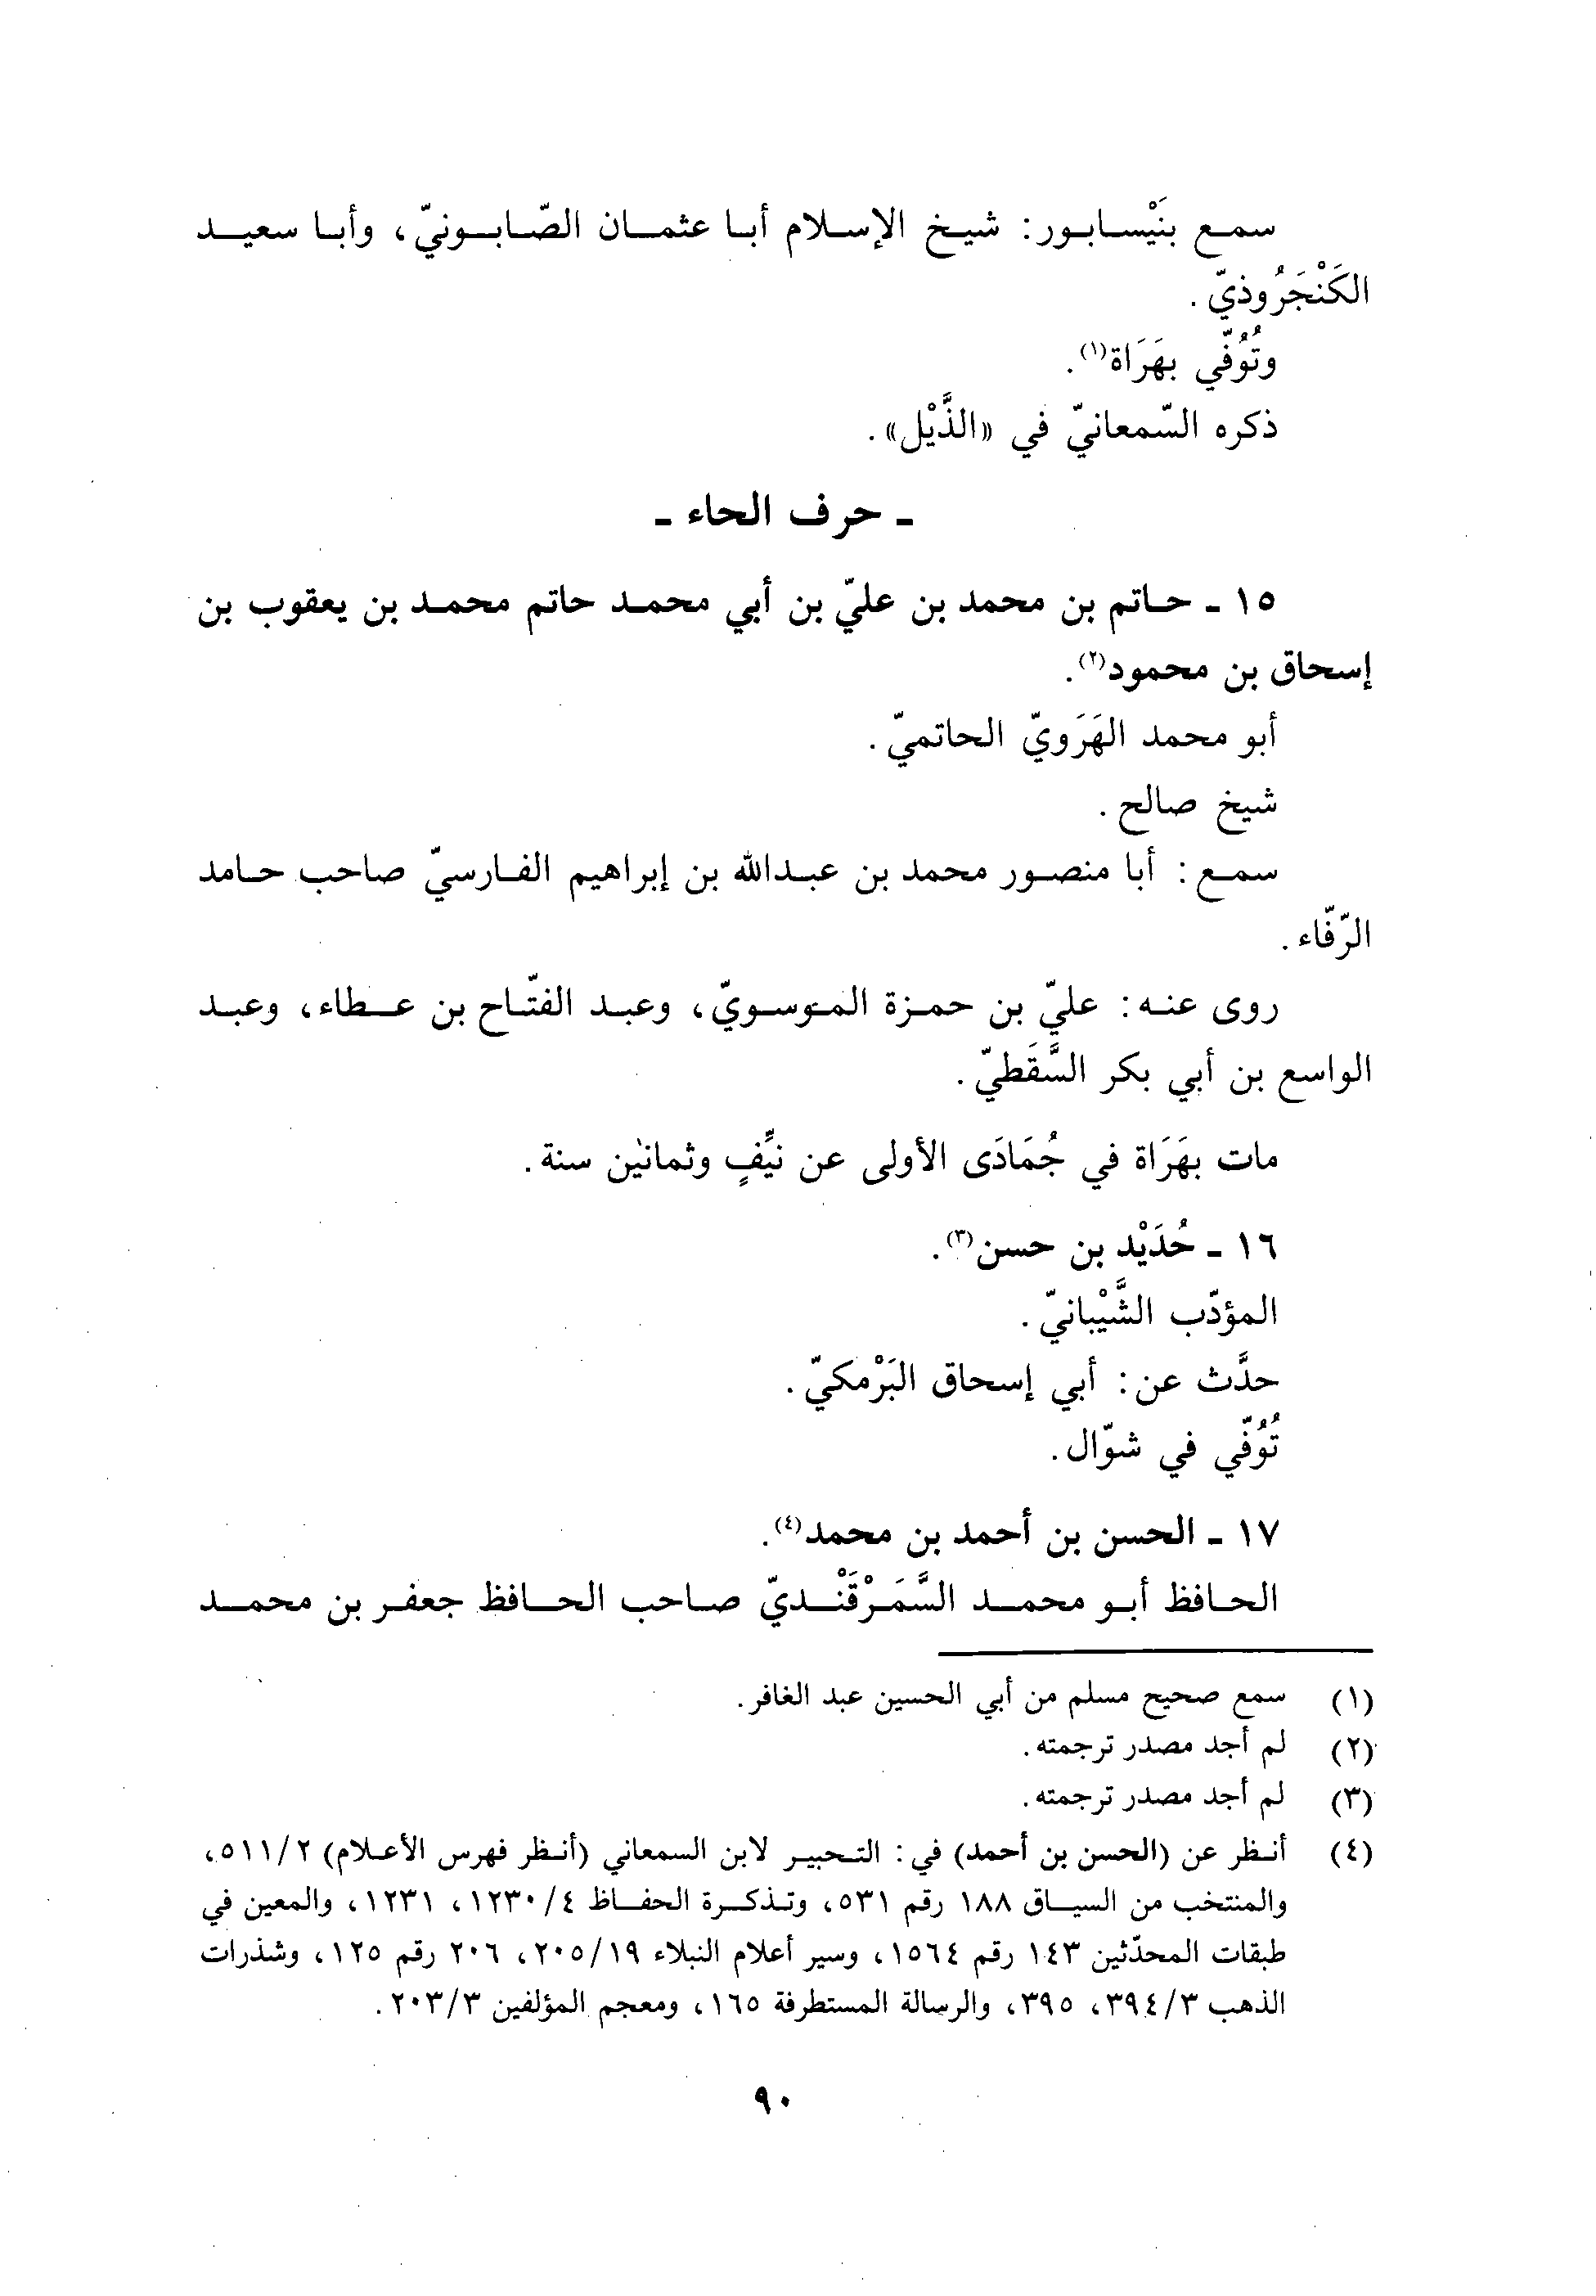 سمع بنَيْسابور: شيخ الإسلام أبا عثمان الصّابونيّ، وأبا سعيد
الكَنْجَرُوذيّ.
وتُوُفّي بهَرَاة(١).
ذكره السّمعانيّ في «الذَّيْل».
ـ حرف الحاء ـ
١٥ ـ حاتم بن محمد بن عليّ بن أبي محمد حاتم محمد بن يعقوب بن
إسحاق بن محمود(٢).
أبو محمد الهَرَويّ الحاتميّ.
شيخ صالح.
سمع: أبا منصور محمد بن عبدالله بن إبراهيم الفارسيّ صاحب حامد
الرّفّاء.
روى عنه: عليّ بن حمزة الموسويّ، وعبد الفتّاح بن عطاء، وعبد
الواسع بن أبي بكر السَّقَطيّ.
مات بهَرَاة في جُمَادَى الأولى عن نيِّفٍ وثمانين سنة.
١٦ ـ حُدَيْد بن حسن(٣).
المؤدّب الشَّيْبانيّ.
حدَّث عن: أبي إسحاق البَرْمكيّ.
تُوُفّي في شوّال.
١٧ ـ الحسن بن أحمد بن محمد(٤).
الحافظ أبو محمد السَّمَرْقَنْديّ صاحب الحافظ جعفر بن محمد
(١) سمع صحيح مسلم من أبي الحسين عبد الغافر.
(٢) لم أجد مصدر ترجمته.
(٣) لم أجد مصدر ترجمته.
(٤) أنظر عن (الحسن بن أحمد) في: التحبير لابن السمعاني (أنظر فهرس الأعلام) ٥١١/٢،
والمنتخب من السياق ١٨٨ رقم ٥٣١، وتذكرة الحفاظ ١٢٣٠/٤، ١٢٣١، والمعين في
طبقات المحدّثين ١٤٣ رقم ١٥٦٤، وسير أعلام النبلاء ٢٠٥/١٩، ٢٠٦ رقم ١٢٥، وشذرات
الذهب ٣٩٤/٣، ٣٩٥، والرسالة المستطرفة ١٦٥، ومعجم المؤلفين ٢٠٣/٣.
٩٠